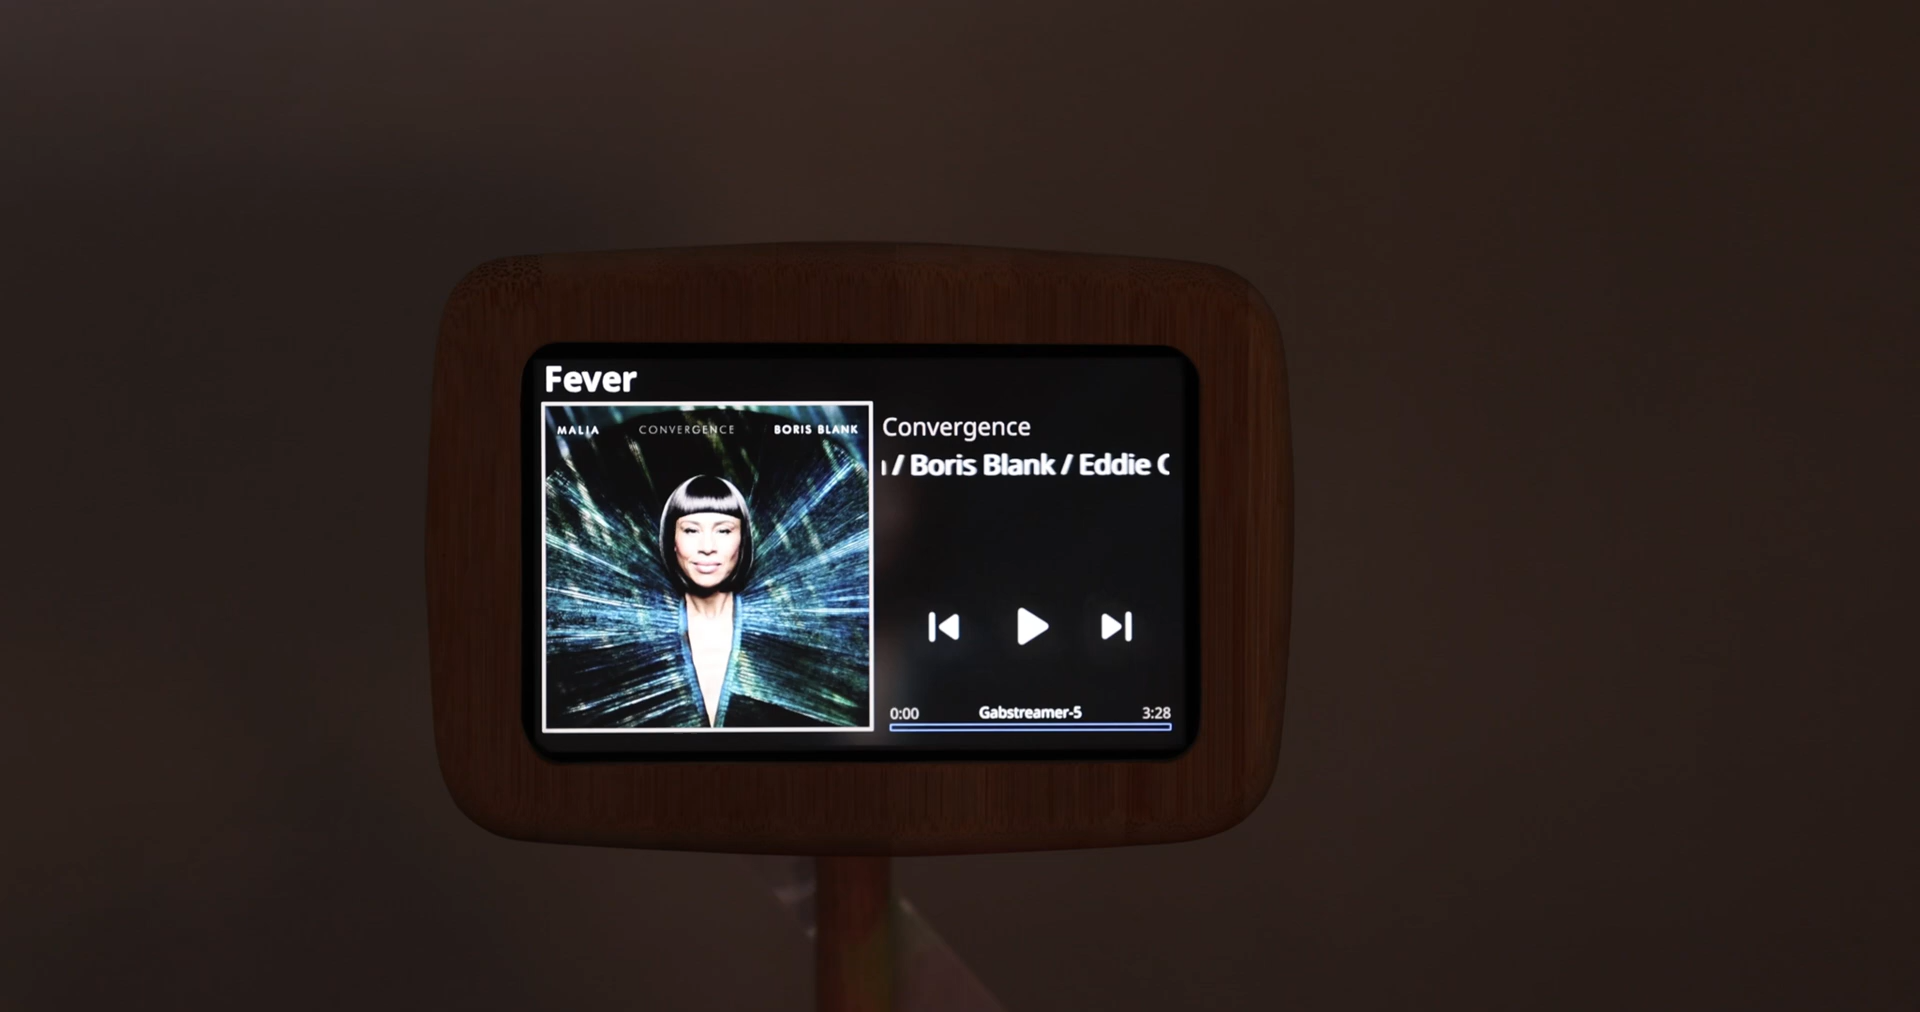 Fever
MALIA CONVERGENCE BORIS BLANK
Convergence
/ Boris Blank / Eddie C
0:00 Gabstreamer-5 3:28